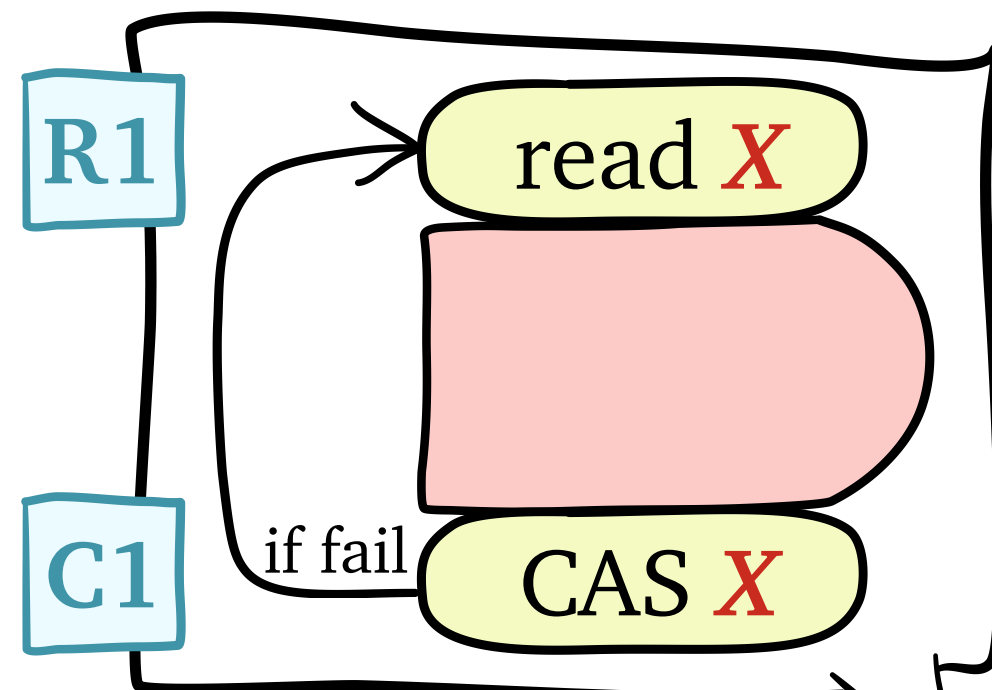 R1
read X
if fail
C1
CAS X